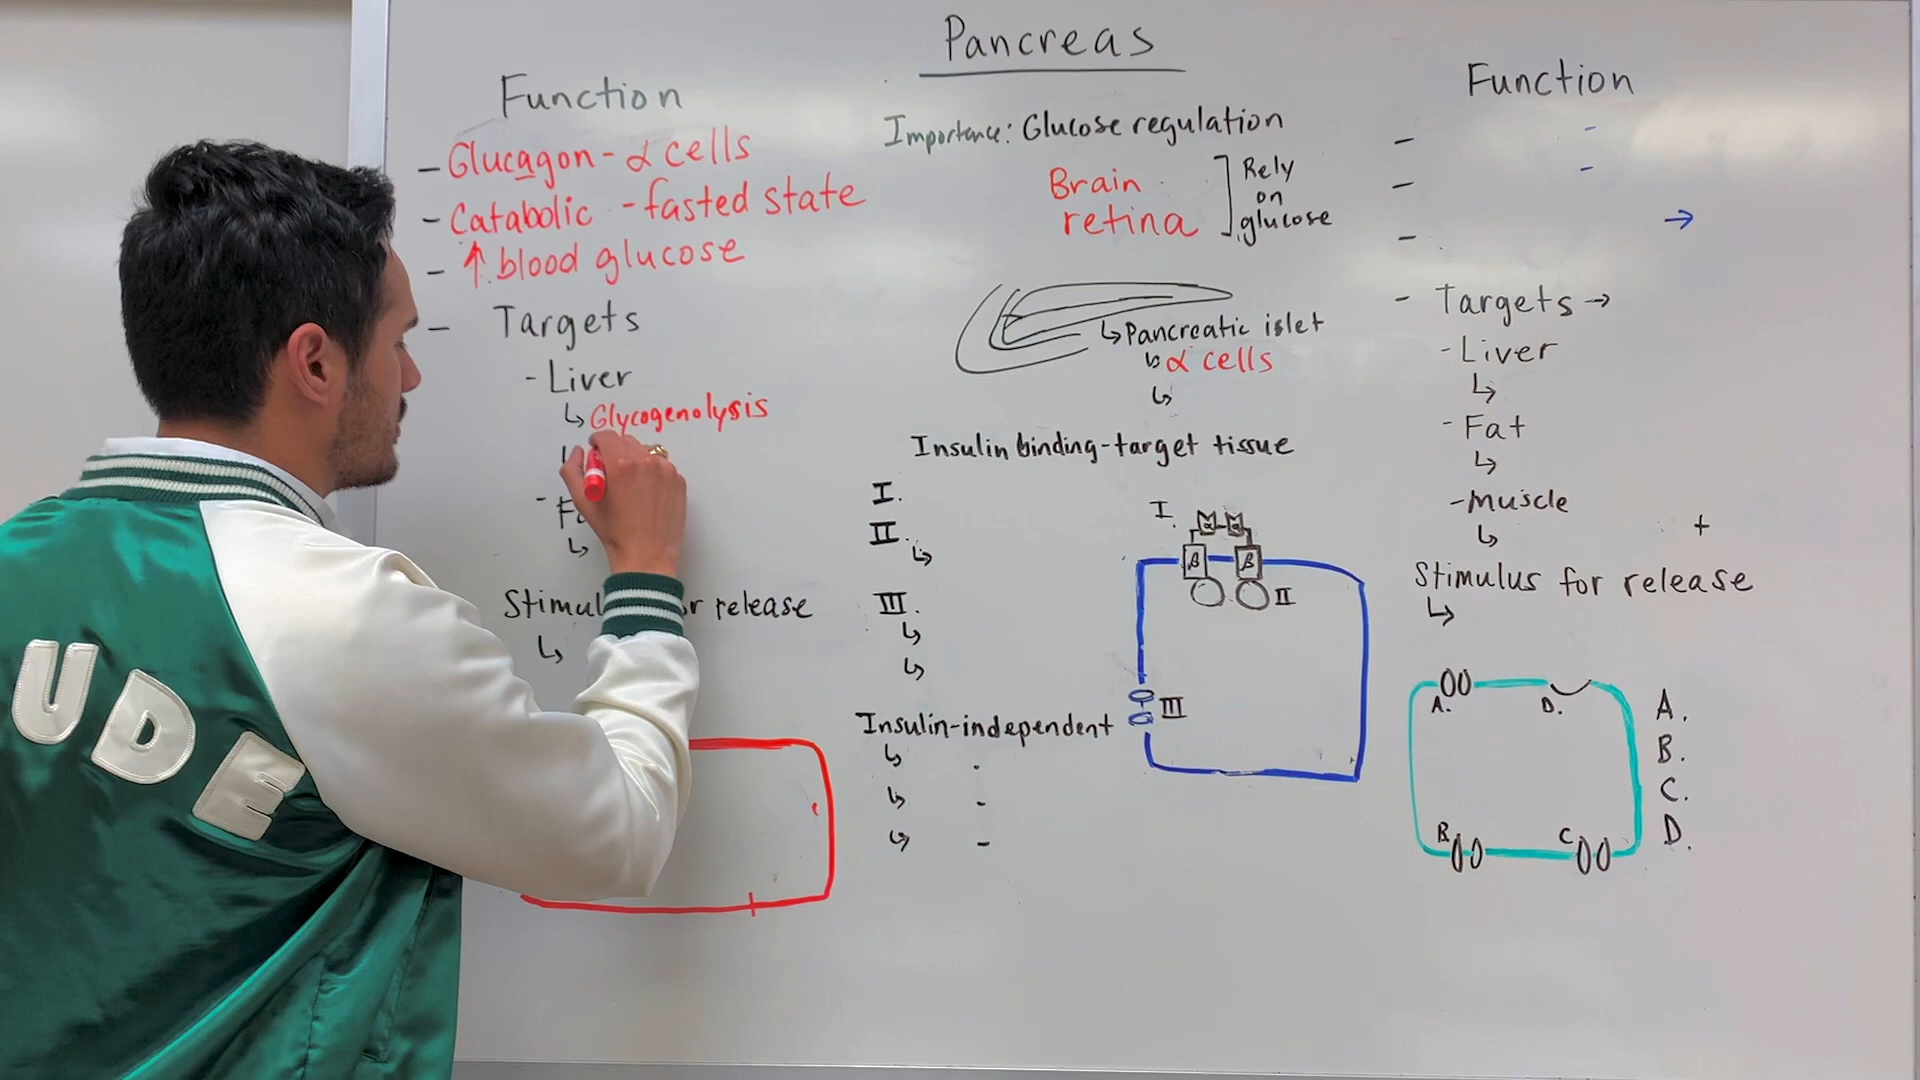 Pancreas
Function
- Glucagon - α cells
- Catabolic - fasted state
- ↑ blood glucose
- Targets
- Liver
↳ Glycogenolysis
↳
-
↳
release
↳
Importance: Glucose regulation
Brain
retina
Rely
on
glucose
↳ Pancreatic islet
↳ α cells
↳
Insulin binding-target tissue
I.
II.
↳
III.
↳
↳
Insulin-independent
↳ -
↳ -
↳ -
I.
α α
β β
II
III
Function
- -
- -
- →
- Targets →
- Liver
↳
- Fat
↳
- Muscle
↳ +
Stimulus for release
↳
A. D.
B. C.
A.
B.
C.
D.
UDE